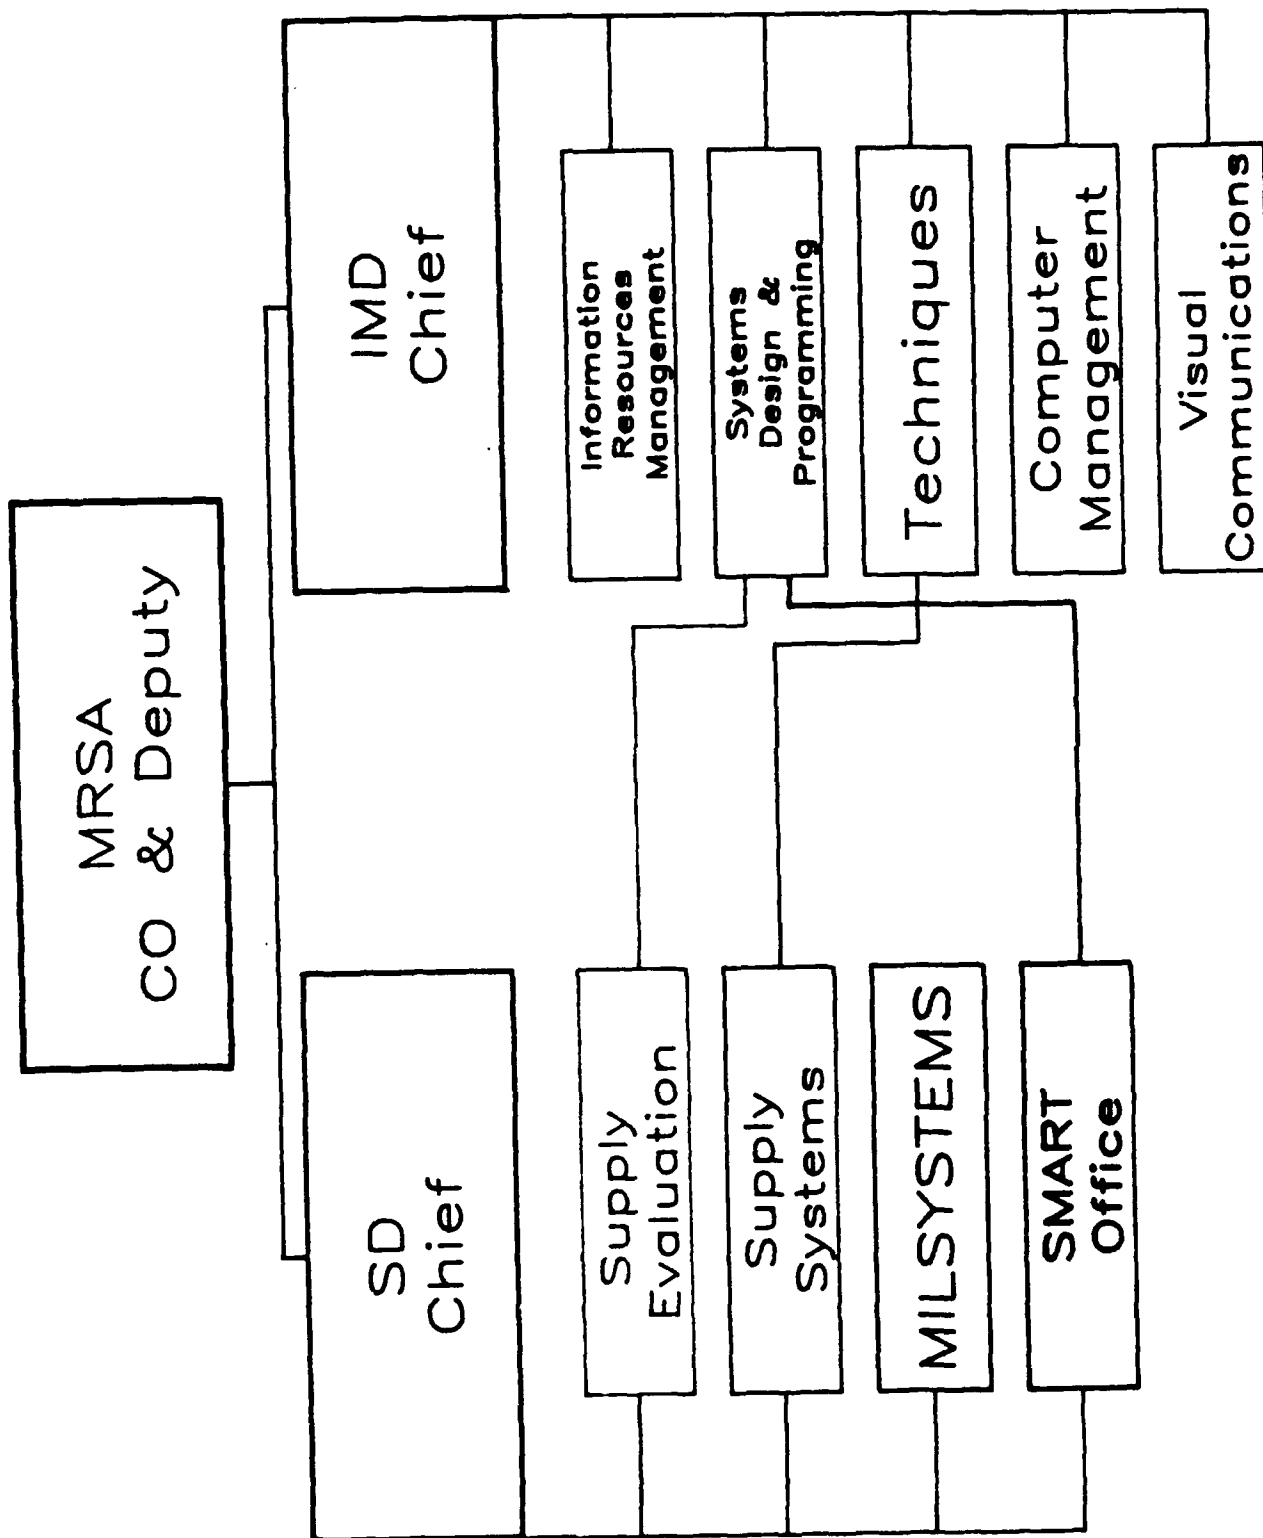 MRSA
CO & Deputy
SD
Chief
IMD
Chief
Supply
Evaluation
Supply
Systems
MILSYSTEMS
SMART
Office
Information
Resources
Management
Systems
Design &
Programming
Techniques
Computer
Management
Visual
Communications